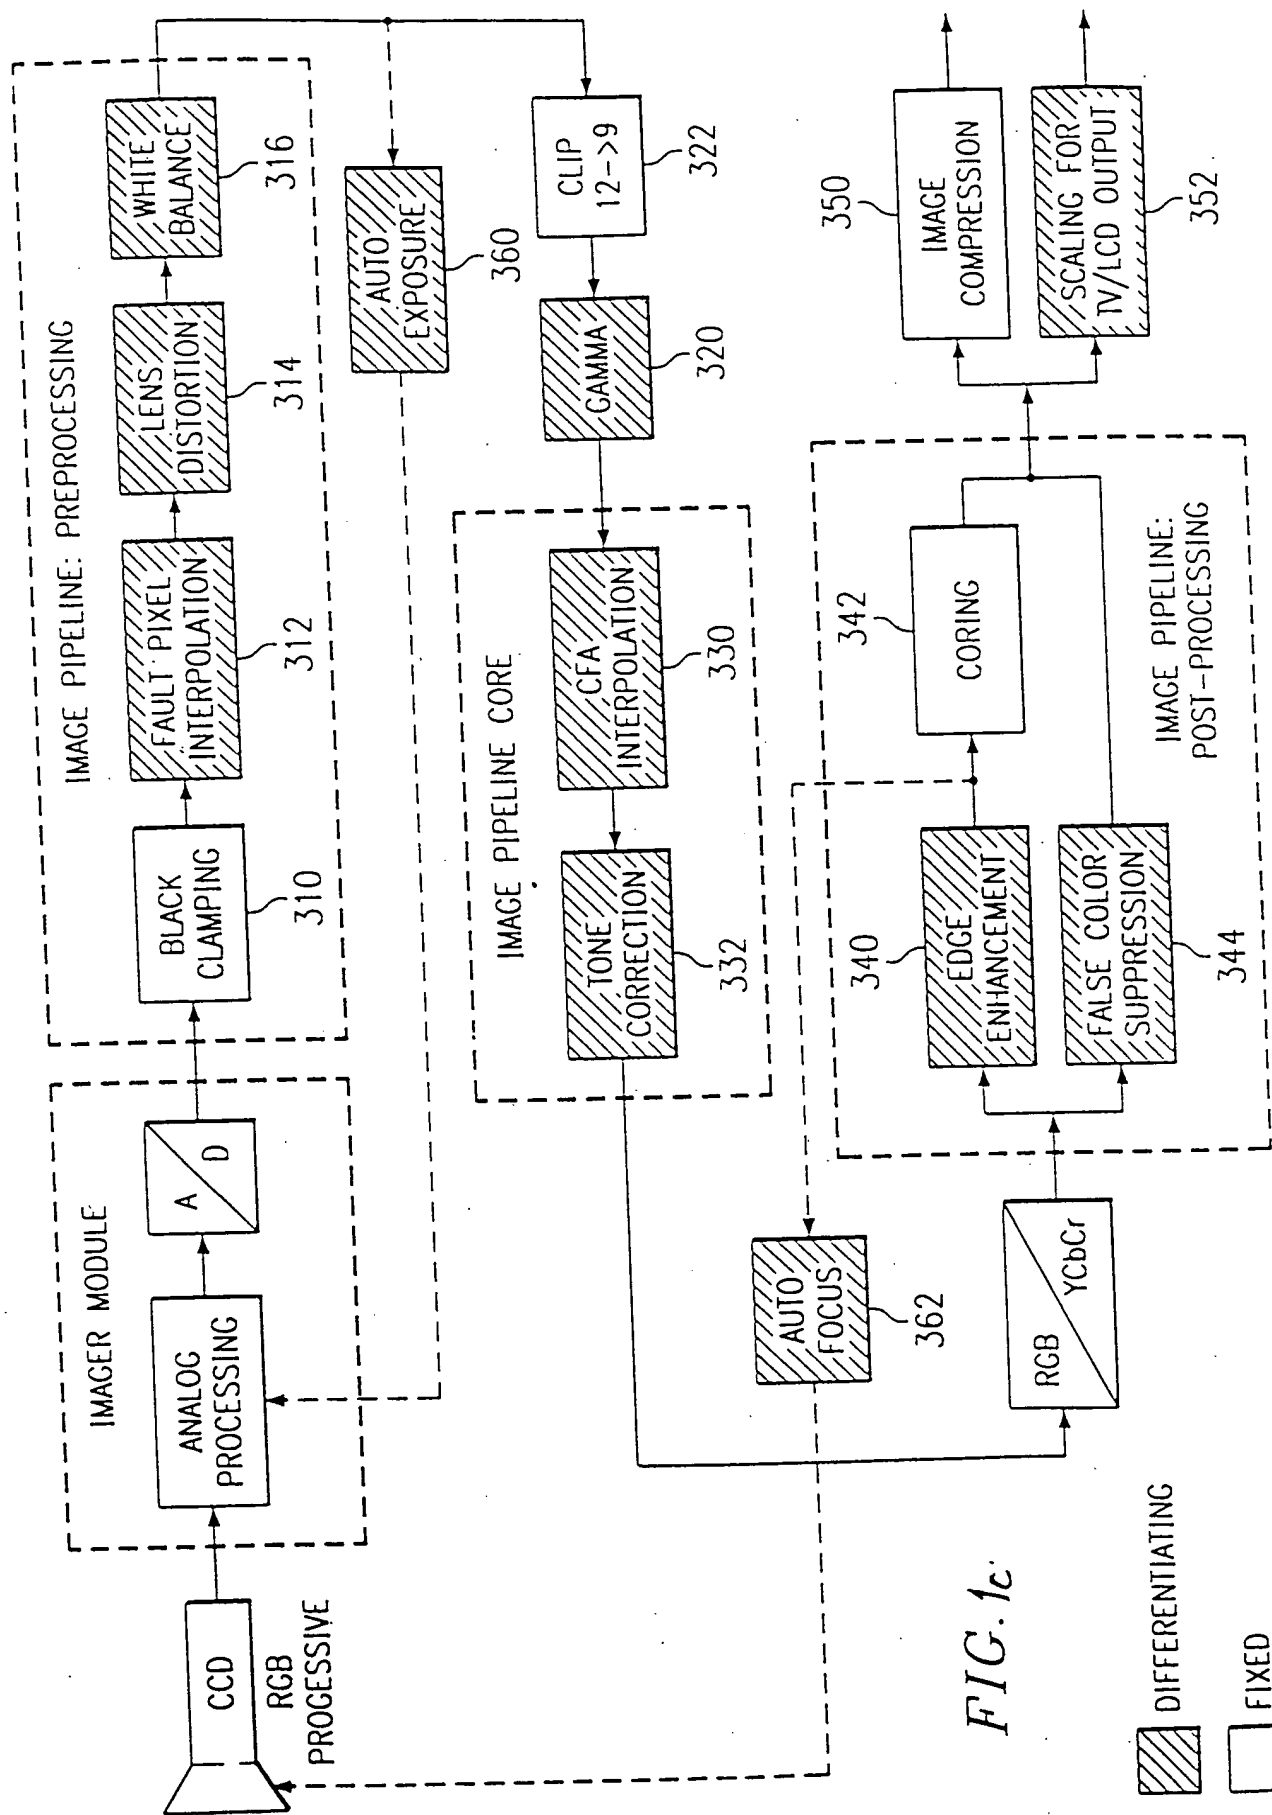 IMAGER MODULE
IMAGE PIPELINE: PREPROCESSING
CCD
RGB
PROGESSIVE
ANALOG
PROCESSING
A
D
BLACK
CLAMPING
310
FAULT PIXEL
INTERPOLATION
312
LENS
DISTORTION
314
WHITE
BALANCE
316
AUTO
EXPOSURE
360
IMAGE PIPELINE CORE
TONE
CORRECTION
332
CFA
INTERPOLATION
330
GAMMA
320
CLIP
12->9
322
AUTO
FOCUS
362
RGB
YCbCr
340
EDGE
ENHANCEMENT
FALSE COLOR
SUPPRESSION
344
342
CORING
IMAGE PIPELINE:
POST-PROCESSING
350
IMAGE
COMPRESSION
SCALING FOR
TV/LCD OUTPUT
352
FIG. 1c
DIFFERENTIATING
FIXED